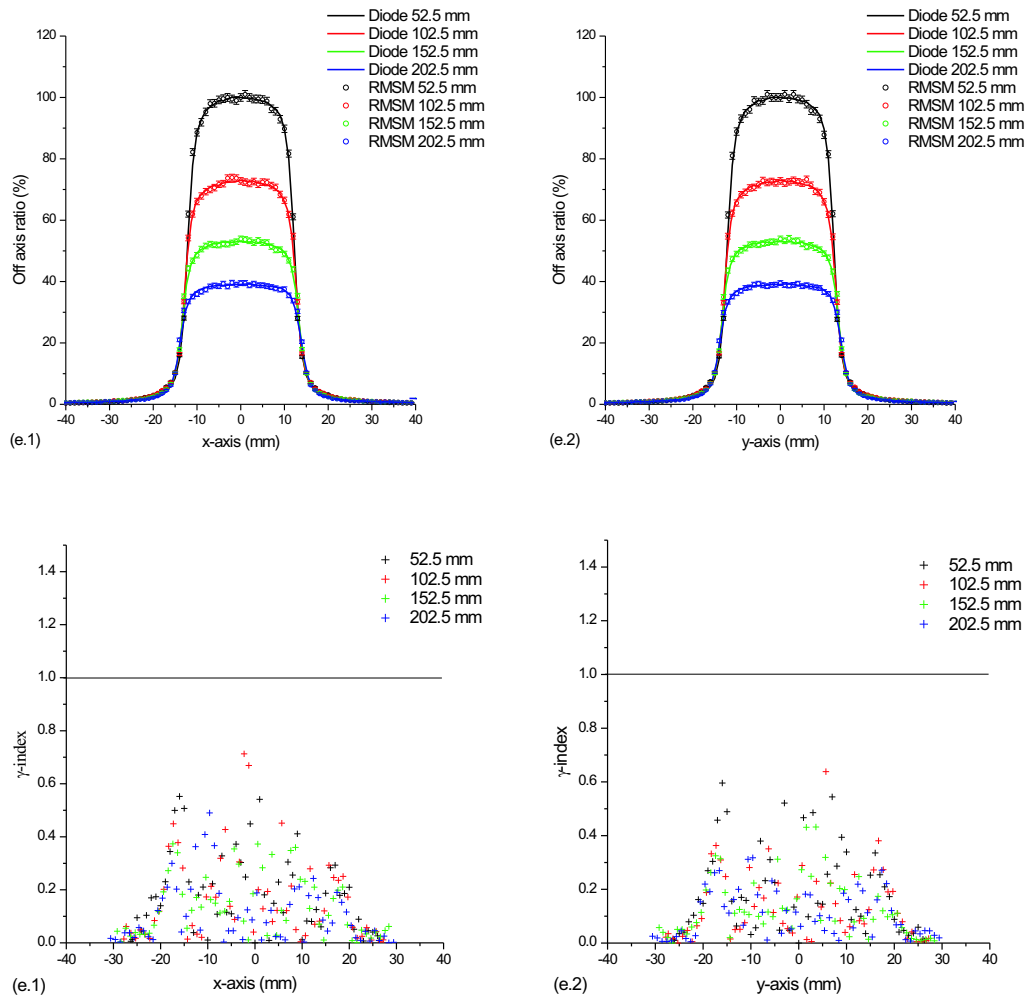 Diode 52.5 mm
Diode 102.5 mm
Diode 152.5 mm
Diode 202.5 mm
RMSM 52.5 mm
RMSM 102.5 mm
RMSM 152.5 mm
RMSM 202.5 mm
120
100
80
60
40
20
0
Off axis ratio (%)
-40 -30 -20 -10 0 10 20 30 40
x-axis (mm)
(e.1)
Diode 52.5 mm
Diode 102.5 mm
Diode 152.5 mm
Diode 202.5 mm
RMSM 52.5 mm
RMSM 102.5 mm
RMSM 152.5 mm
RMSM 202.5 mm
120
100
80
60
40
20
0
Off axis ratio (%)
-40 -30 -20 -10 0 10 20 30 40
y-axis (mm)
(e.2)
52.5 mm
102.5 mm
152.5 mm
202.5 mm
1.4
1.2
1.0
0.8
0.6
0.4
0.2
0.0
γ-index
-40 -30 -20 -10 0 10 20 30 40
x-axis (mm)
(e.1)
52.5 mm
102.5 mm
152.5 mm
202.5 mm
1.4
1.2
1.0
0.8
0.6
0.4
0.2
0.0
γ-index
-40 -30 -20 -10 0 10 20 30 40
y-axis (mm)
(e.2)